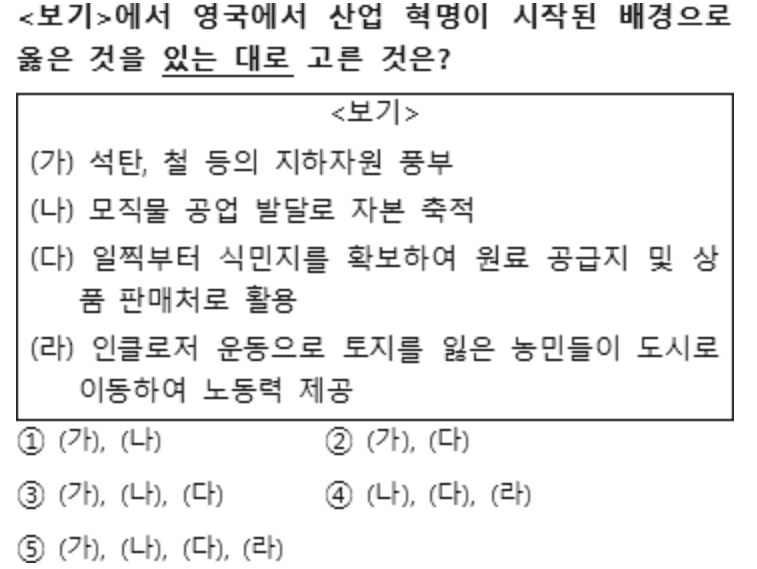 <보기>에서 영국에서 산업 혁명이 시작된 배경으로
옳은 것을 있는 대로 고른 것은?
<보기>
(가) 석탄, 철 등의 지하자원 풍부
(나) 모직물 공업 발달로 자본 축적
(다) 일찍부터 식민지를 확보하여 원료 공급지 및 상
품 판매처로 활용
(라) 인클로저 운동으로 토지를 잃은 농민들이 도시로
이동하여 노동력 제공
① (가), (나) ② (가), (다)
③ (가), (나), (다) ④ (나), (다), (라)
⑤ (가), (나), (다), (라)